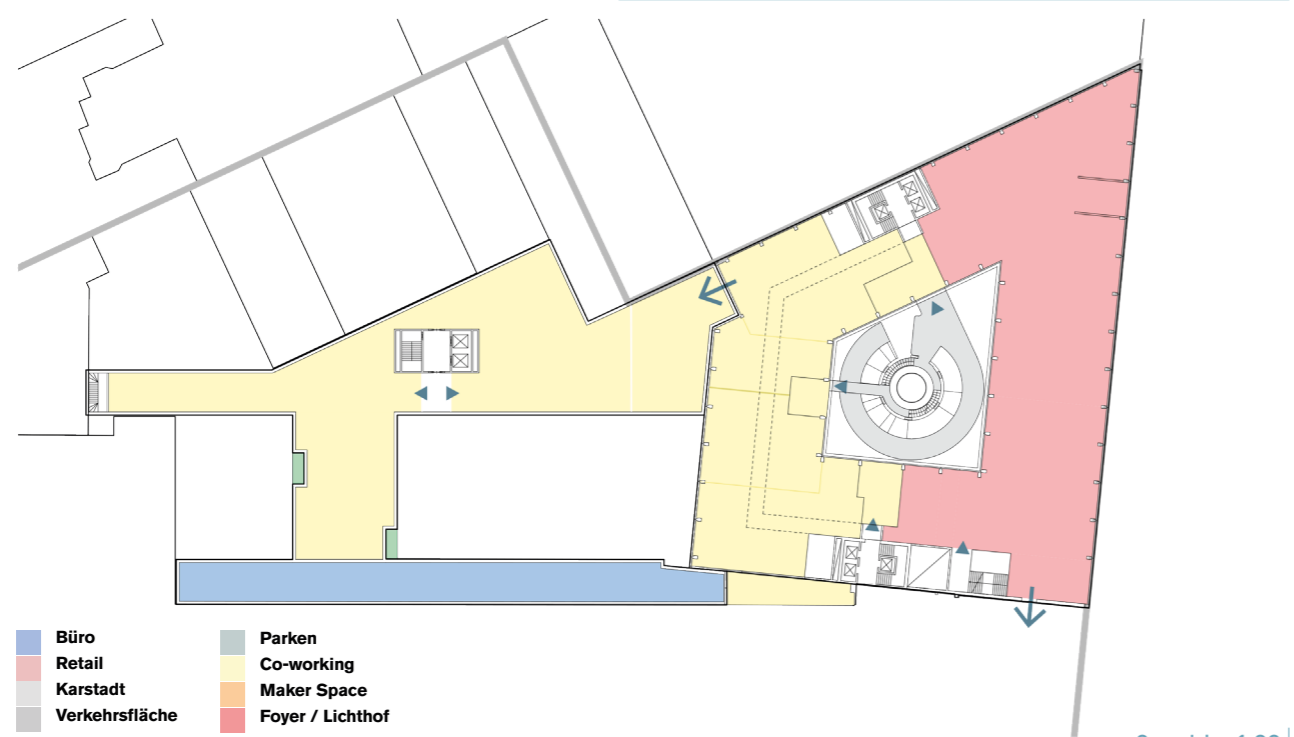 Büro
Retail
Karstadt
Verkehrsfläche
Parken
Co-working
Maker Space
Foyer / Lichthof